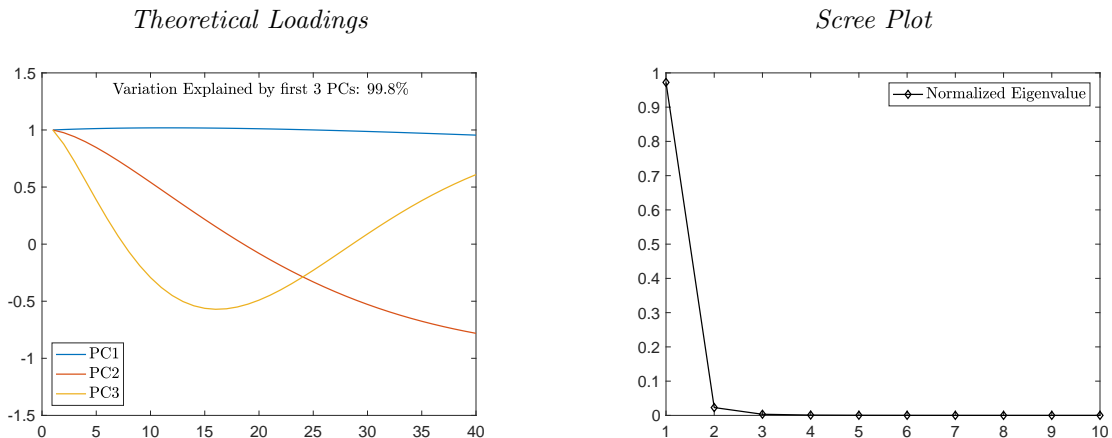 Theoretical Loadings
Variation Explained by first 3 PCs: 99.8%
1.5
1
0.5
0
-0.5
-1
-1.5
PC1
PC2
PC3
0 5 10 15 20 25 30 35 40
Scree Plot
Normalized Eigenvalue
1
0.9
0.8
0.7
0.6
0.5
0.4
0.3
0.2
0.1
0
1 2 3 4 5 6 7 8 9 10